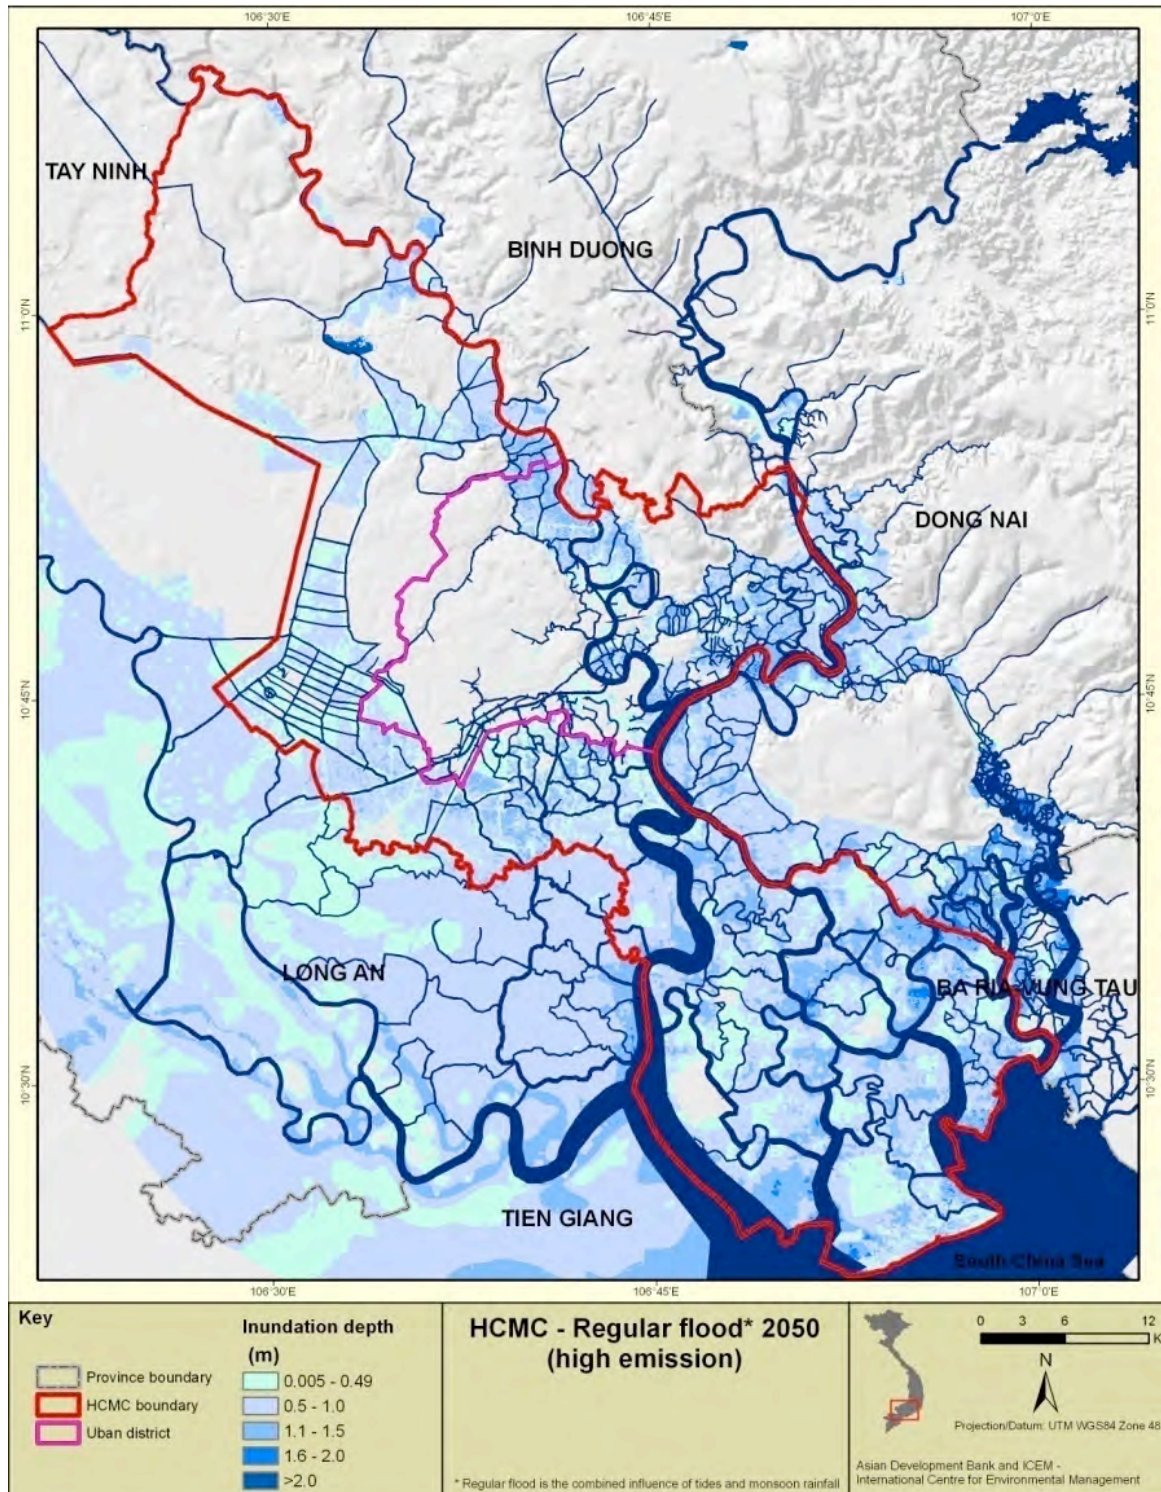 106°30'E 106°45'E 107°0'E
TAY NINH
BINH DUONG
11°0'N 11°0'N
DONG NAI
10°45'N 10°45'N
LONG AN
BA RIA-VUNG TAU
10°30'N 10°30'N
TIEN GIANG
South China Sea
106°30'E 106°45'E 107°0'E
Key
Province boundary
HCMC boundary
Uban district
Inundation depth
(m)
0.005 - 0.49
0.5 - 1.0
1.1 - 1.5
1.6 - 2.0
>2.0
HCMC - Regular flood* 2050
(high emission)
* Regular flood is the combined influence of tides and monsoon rainfall
0 3 6 12
K
N
Projection/Datum: UTM WGS84 Zone 48
Asian Development Bank and ICEM -
International Centre for Environmental Management